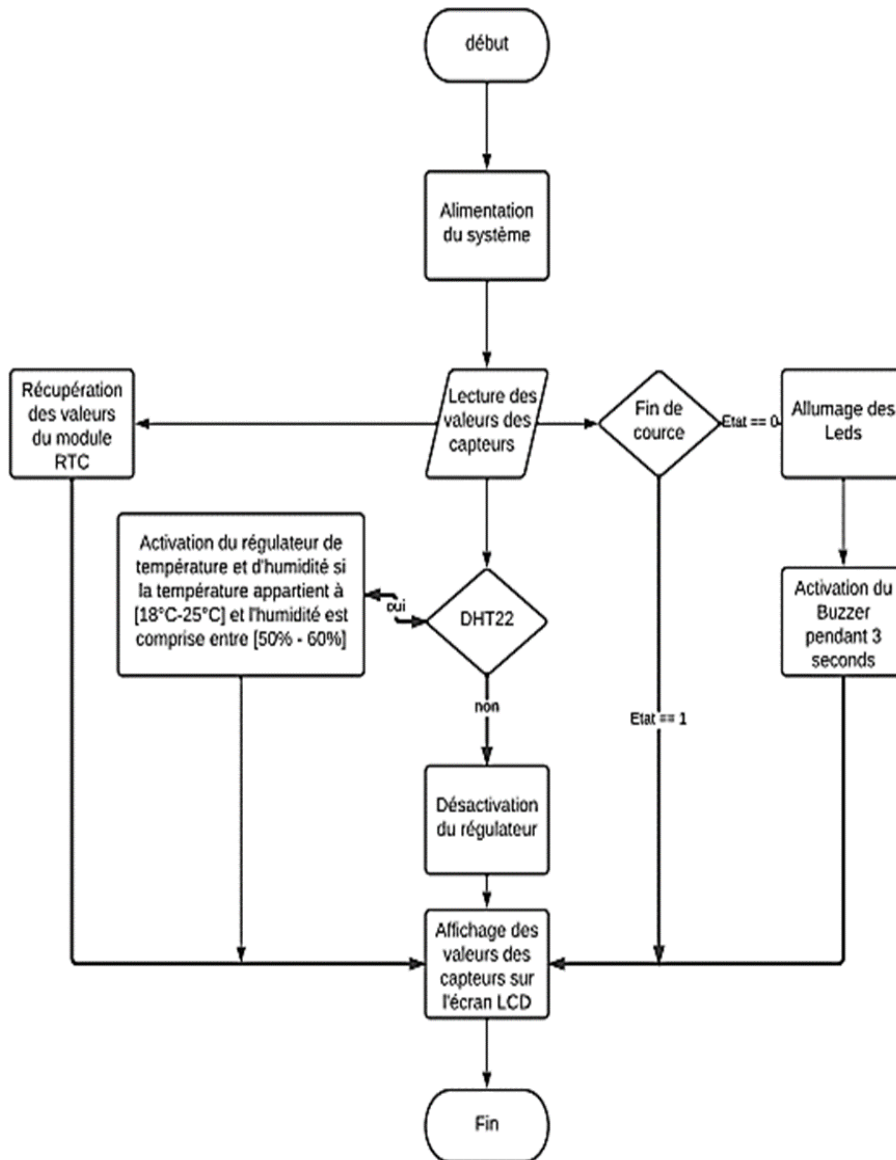 début
Alimentation
du système
Récupération
des valeurs
du module
RTC
Lecture des
valeurs des
capteurs
Fin de
cource
Etat == 0
Allumage des
Leds
Activation du régulateur de
température et d'humidité si
la température appartient à
[18°C-25°C] et l'humidité est
comprise entre [50% - 60%]
oui
DHT22
Activation du
Buzzer
pendant 3
seconds
non
Etat == 1
Désactivation
du régulateur
Affichage des
valeurs des
capteurs sur
l'écran LCD
Fin